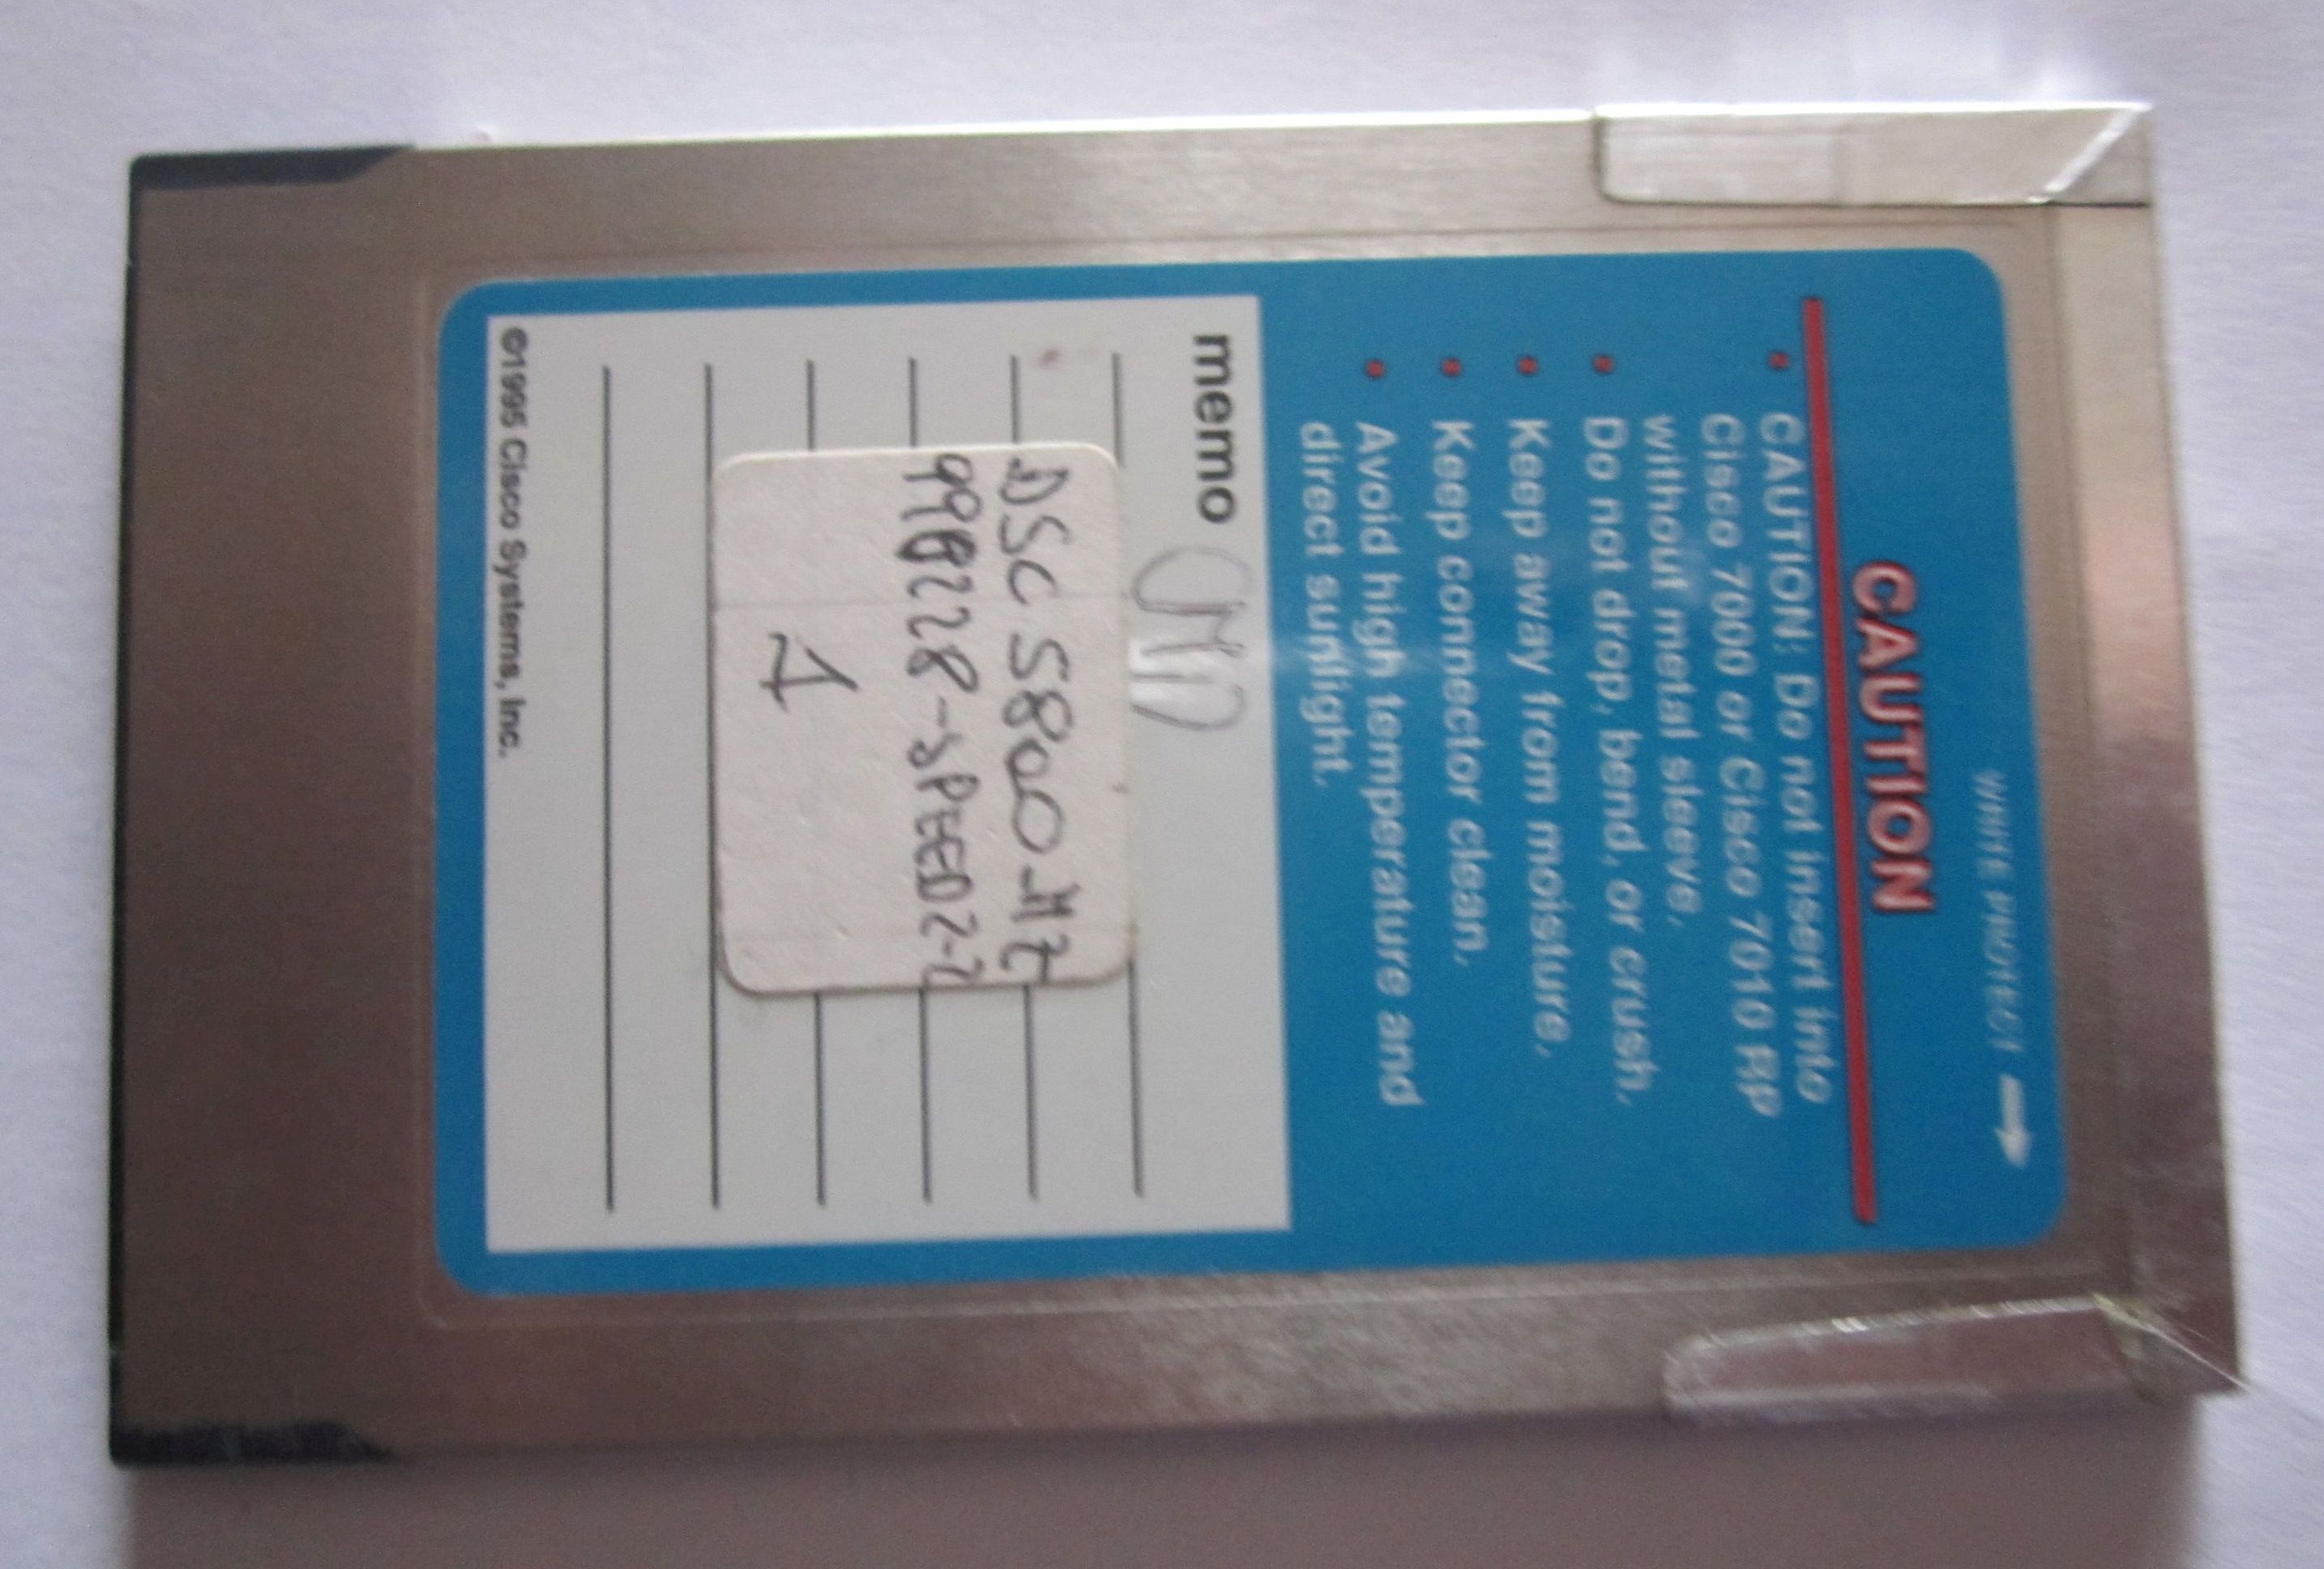 WRITE PROTECT
CAUTION
• CAUTION: Do not insert into
Cisco 7000 or Cisco 7010 RP
without metal sleeve.
• Do not drop, bend, or crush.
• Keep away from moisture.
• Keep connector clean.
• Avoid high temperature and
direct sunlight.
memo
DSC 5800-MZ
1
©1995 Cisco Systems, Inc.